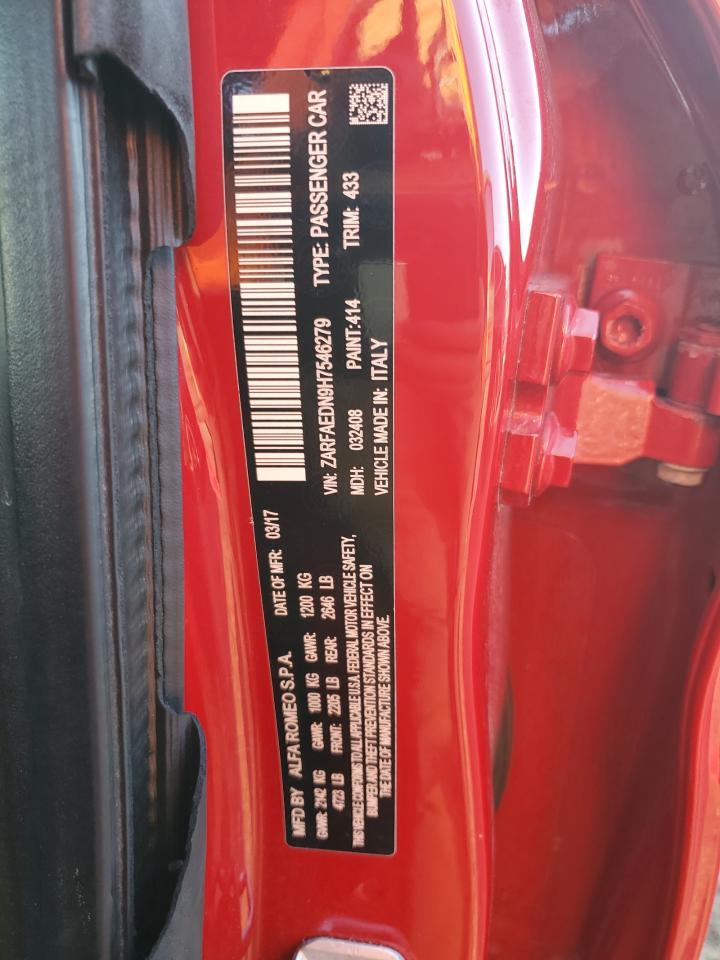 MFD BY ALFA ROMEO S.P.A. DATE OF MFR: 03/17
GVWR: 2142 KG GAWR: 1000 KG GAWR: 1200 KG
4723 LB FRONT: 2205 LB REAR: 2646 LB
THIS VEHICLE CONFORMS TO ALL APPLICABLE U.S.A. FEDERAL MOTOR VEHICLE SAFETY,
BUMPER, AND THEFT PREVENTION STANDARDS IN EFFECT ON
THE DATE OF MANUFACTURE SHOWN ABOVE.
VIN: ZARFAEDN9H7546279 TYPE: PASSENGER CAR
MDH: 032408 PAINT: 414 TRIM: 433
VEHICLE MADE IN: ITALY